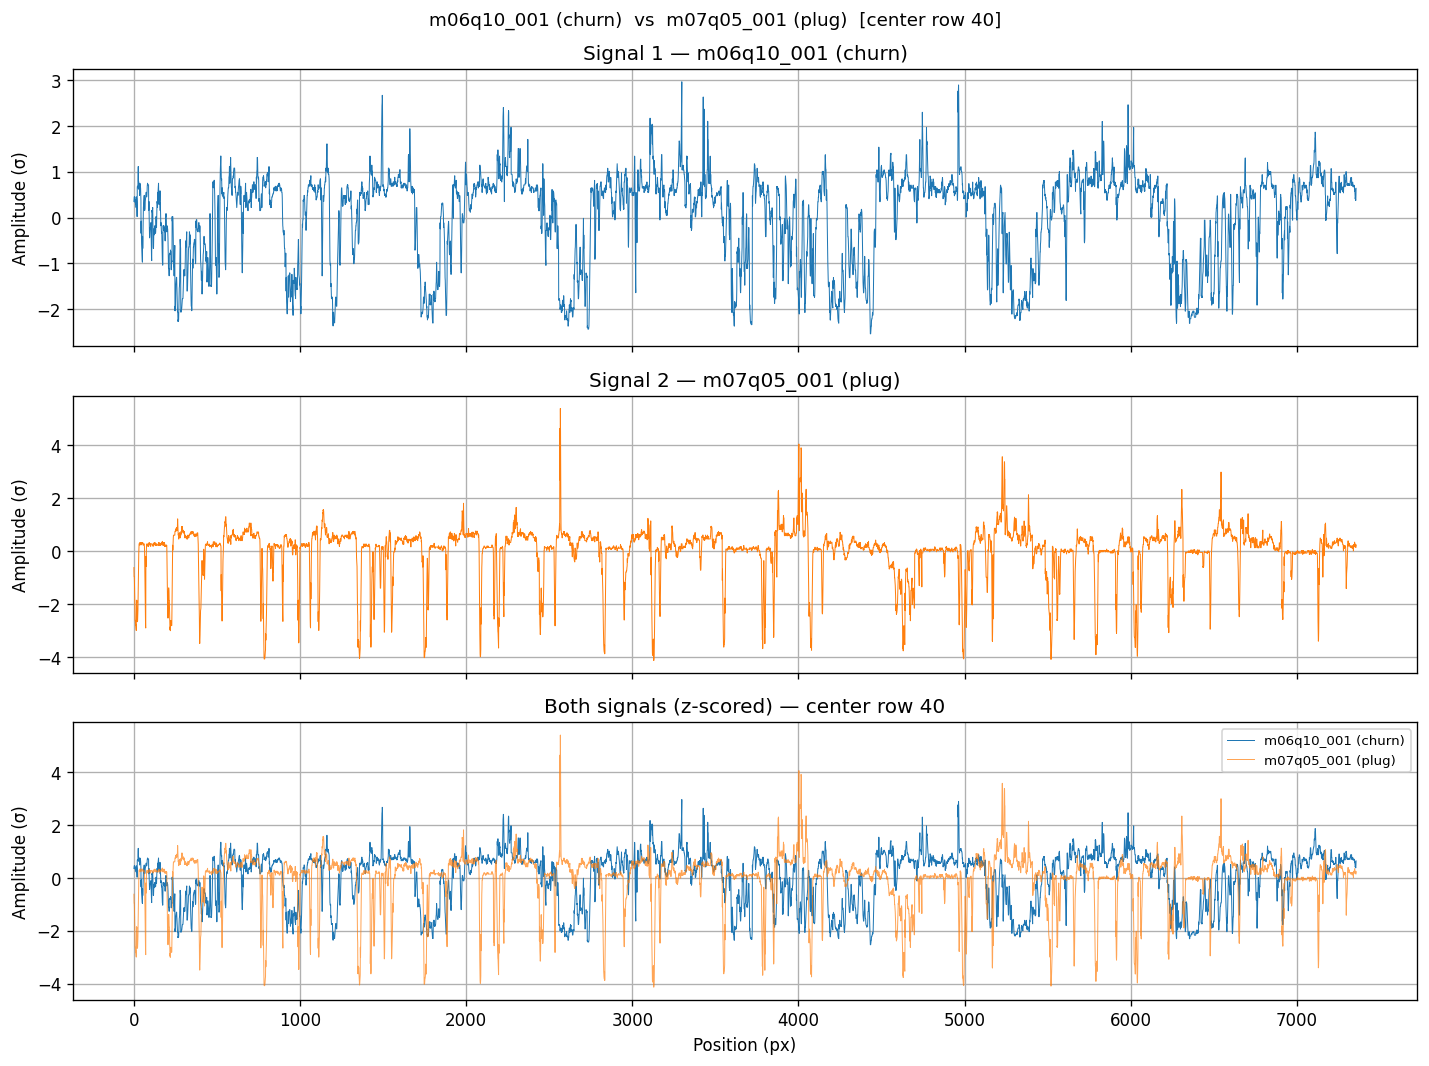 m06q10_001 (churn)  vs  m07q05_001 (plug)  [center row 40]
Signal 1 — m06q10_001 (churn)
Amplitude (σ)
3
2
1
0
−1
−2
Signal 2 — m07q05_001 (plug)
Amplitude (σ)
4
2
0
−2
−4
Both signals (z-scored) — center row 40
m06q10_001 (churn)
m07q05_001 (plug)
Amplitude (σ)
4
2
0
−2
−4
0 1000 2000 3000 4000 5000 6000 7000
Position (px)